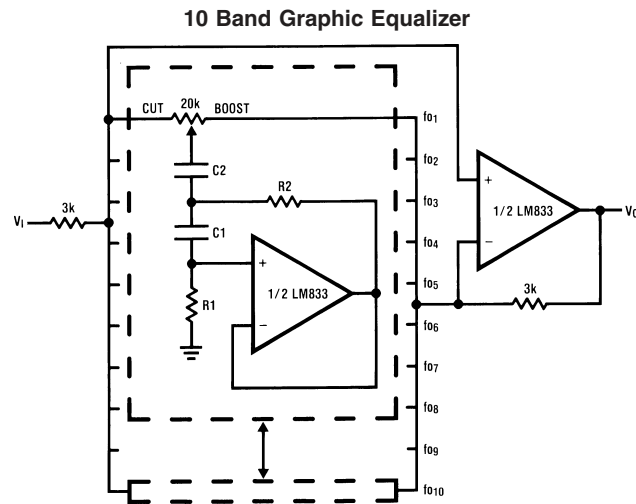 10 Band Graphic Equalizer
CUT 20k BOOST
fo1
C2
fo2
R2
3k
fo3
+
VI
1/2 LM833
VO
C1
fo4
−
+
1/2 LM833
fo5
3k
R1
−
fo6
fo7
fo8
fo9
fo10